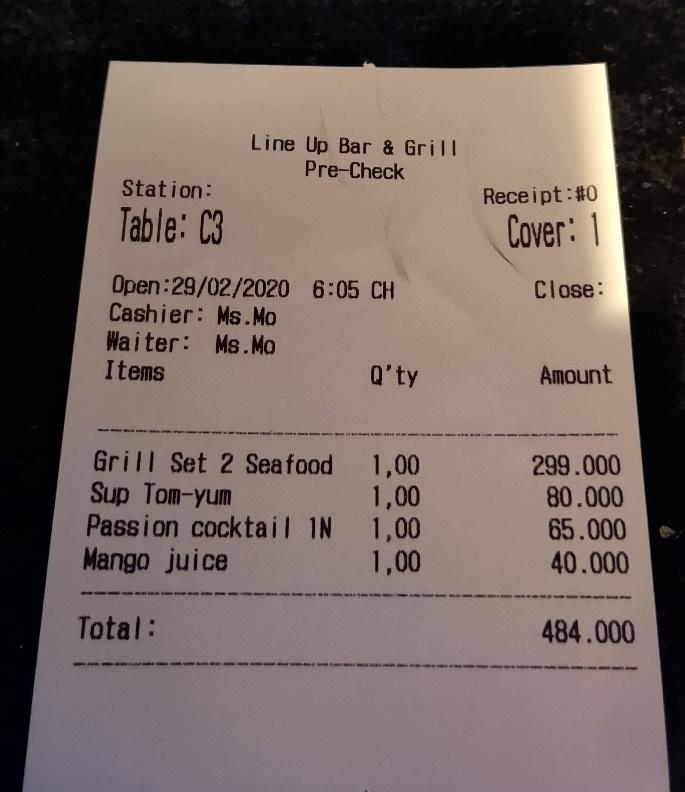 Line Up Bar & Grill
Pre-Check
Station: Receipt:#0
Table: C3 Cover: 1
Open:29/02/2020 6:05 CH Close:
Cashier: Ms.Mo
Waiter: Ms.Mo
Items Q'ty Amount
Grill Set 2 Seafood 1,00 299.000
Sup Tom-yum 1,00 80.000
Passion cocktail 1N 1,00 65.000
Mango juice 1,00 40.000
Total: 484.000